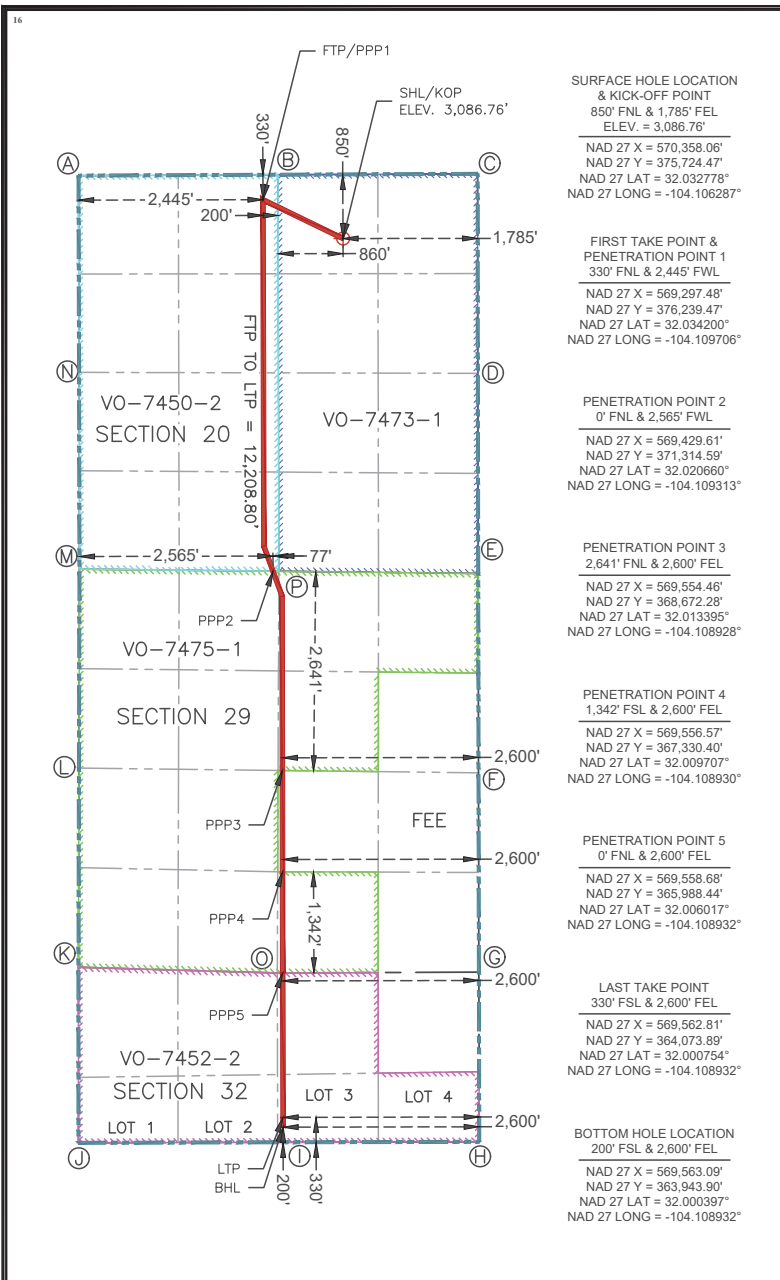 16
FTP/PPP1
SHL/KOP
ELEV. 3,086.76'
330'
850'
A
B
C
2,445'
200'
1,785'
860'
N
D
FTP TO LTP = 12,208.80'
VO-7450-2
SECTION 20
VO-7473-1
M
2,565'
77'
E
P
PPP2
VO-7475-1
2,641'
SECTION 29
2,600'
L
F
PPP3
FEE
2,600'
PPP4
1,342'
K
O
G
2,600'
PPP5
VO-7452-2
SECTION 32
LOT 3
LOT 4
LOT 1
LOT 2
2,600'
J
I
H
LTP
BHL
200'
330'
SURFACE HOLE LOCATION
& KICK-OFF POINT
850' FNL & 1,785' FEL
ELEV. = 3,086.76'
NAD 27 X = 570,358.06'
NAD 27 Y = 375,724.47'
NAD 27 LAT = 32.032778°
NAD 27 LONG = -104.106287°
FIRST TAKE POINT &
PENETRATION POINT 1
330' FNL & 2,445' FWL
NAD 27 X = 569,297.48'
NAD 27 Y = 376,239.47'
NAD 27 LAT = 32.034200°
NAD 27 LONG = -104.109706°
PENETRATION POINT 2
0' FNL & 2,565' FWL
NAD 27 X = 569,429.61'
NAD 27 Y = 371,314.59'
NAD 27 LAT = 32.020660°
NAD 27 LONG = -104.109313°
PENETRATION POINT 3
2,641' FNL & 2,600' FEL
NAD 27 X = 569,554.46'
NAD 27 Y = 368,672.28'
NAD 27 LAT = 32.013395°
NAD 27 LONG = -104.108928°
PENETRATION POINT 4
1,342' FSL & 2,600' FEL
NAD 27 X = 569,556.57'
NAD 27 Y = 367,330.40'
NAD 27 LAT = 32.009707°
NAD 27 LONG = -104.108930°
PENETRATION POINT 5
0' FNL & 2,600' FEL
NAD 27 X = 569,558.68'
NAD 27 Y = 365,988.44'
NAD 27 LAT = 32.006017°
NAD 27 LONG = -104.108932°
LAST TAKE POINT
330' FSL & 2,600' FEL
NAD 27 X = 569,562.81'
NAD 27 Y = 364,073.89'
NAD 27 LAT = 32.000754°
NAD 27 LONG = -104.108932°
BOTTOM HOLE LOCATION
200' FSL & 2,600' FEL
NAD 27 X = 569,563.09'
NAD 27 Y = 363,943.90'
NAD 27 LAT = 32.000397°
NAD 27 LONG = -104.108932°